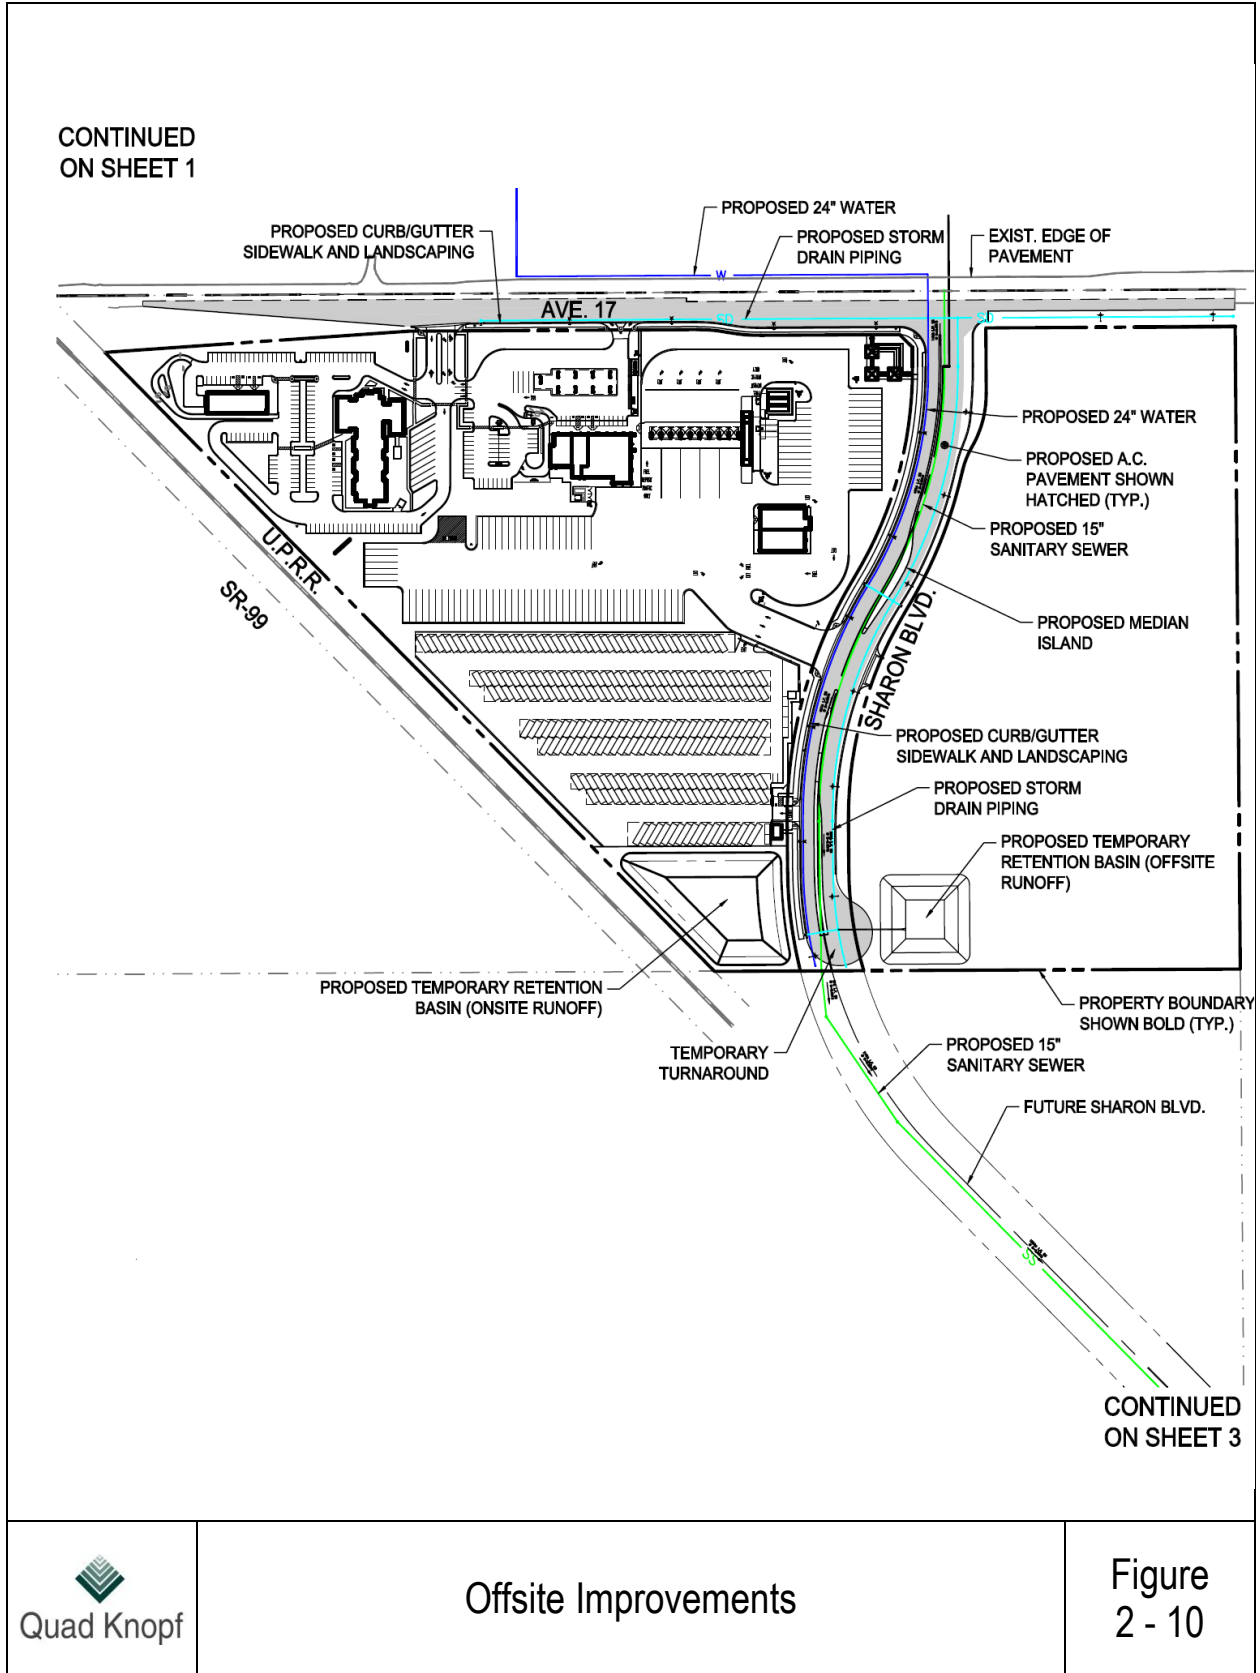 CONTINUED
ON SHEET 1
PROPOSED 24" WATER
PROPOSED CURB/GUTTER
SIDEWALK AND LANDSCAPING
PROPOSED STORM
DRAIN PIPING
EXIST. EDGE OF
PAVEMENT
W
AVE. 17
SD
SD
PROPOSED 24" WATER
PROPOSED A.C.
PAVEMENT SHOWN
HATCHED (TYP.)
PROPOSED 15"
SANITARY SEWER
U.P.R.R.
SR-99
PROPOSED MEDIAN
ISLAND
SHARON BLVD.
PROPOSED CURB/GUTTER
SIDEWALK AND LANDSCAPING
PROPOSED STORM
DRAIN PIPING
PROPOSED TEMPORARY
RETENTION BASIN (OFFSITE
RUNOFF)
PROPOSED TEMPORARY RETENTION
BASIN (ONSITE RUNOFF)
PROPERTY BOUNDARY
SHOWN BOLD (TYP.)
TEMPORARY
TURNAROUND
PROPOSED 15"
SANITARY SEWER
FUTURE SHARON BLVD.
SS
CONTINUED
ON SHEET 3
Quad Knopf
Offsite Improvements
Figure
2 - 10